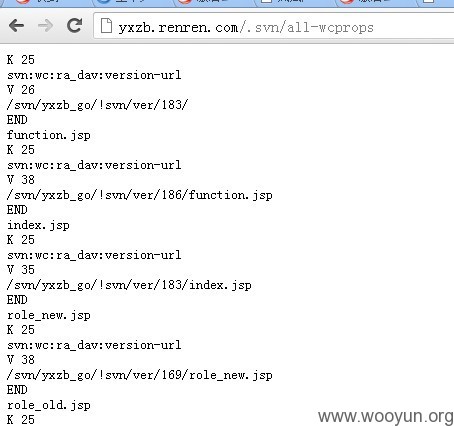 yxzb.renren.com/.svn/all-wcprops
K 25
svn:wc:ra_dav:version-url
V 26
/svn/yxzb_go/!svn/ver/183/
END
function.jsp
K 25
svn:wc:ra_dav:version-url
V 38
/svn/yxzb_go/!svn/ver/186/function.jsp
END
index.jsp
K 25
svn:wc:ra_dav:version-url
V 35
/svn/yxzb_go/!svn/ver/183/index.jsp
END
role_new.jsp
K 25
svn:wc:ra_dav:version-url
V 38
/svn/yxzb_go/!svn/ver/169/role_new.jsp
END
role_old.jsp
K 25
www.wooyun.org